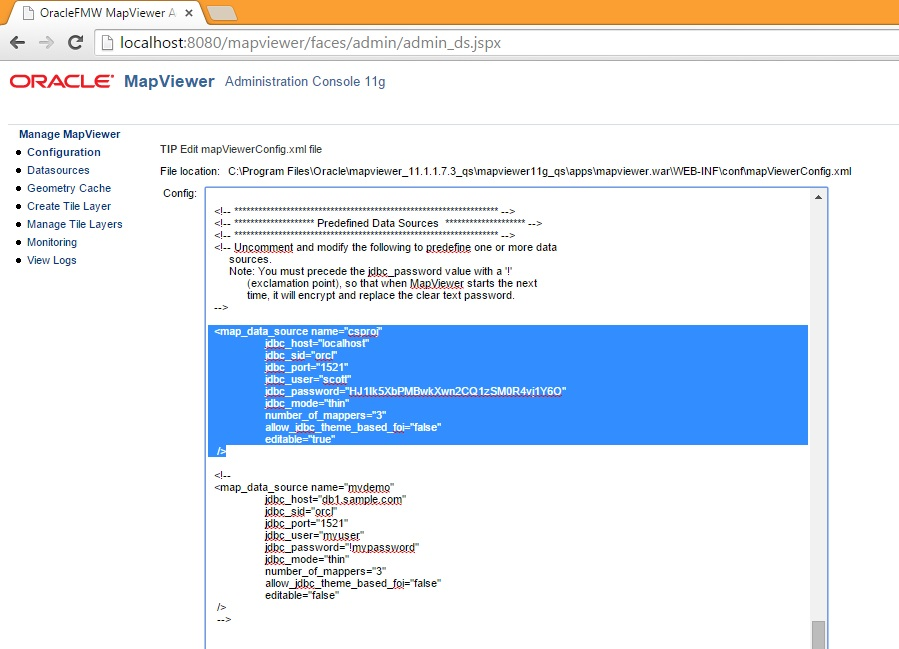 OracleFMW MapViewer A
localhost:8080/mapviewer/faces/admin/admin_ds.jspx
ORACLE MapViewer Administration Console 11g
Manage MapViewer
Configuration
Datasources
Geometry Cache
Create Tile Layer
Manage Tile Layers
Monitoring
View Logs
TIP Edit mapViewerConfig.xml file
File location: C:\Program Files\Oracle\mapviewer_11.1.1.7.3_qs\mapviewer11g_qs\apps\mapviewer.war\WEB-INF\conf\mapViewerConfig.xml
Config:
<!-- ****************************************************************** -->
<!-- ******************** Predefined Data Sources ******************** -->
<!-- ****************************************************************** -->
<!-- Uncomment and modify the following to predefine one or more data
sources.
Note: You must precede the jdbc_password value with a '!'
(exclamation point), so that when MapViewer starts the next
time, it will encrypt and replace the clear text password.
-->
<map_data_source name="csproj"
jdbc_host="localhost"
jdbc_sid="orcl"
jdbc_port="1521"
jdbc_user="scott"
jdbc_password="HJ1Ik5XbPMBwkXwn2CQ1zSM0R4vj1Y6O"
jdbc_mode="thin"
number_of_mappers="3"
allow_jdbc_theme_based_foi="false"
editable="true"
/>
<!--
<map_data_source name="mvdemo"
jdbc_host="db1.sample.com"
jdbc_sid="orcl"
jdbc_port="1521"
jdbc_user="myuser"
jdbc_password="!mypassword"
jdbc_mode="thin"
number_of_mappers="3"
allow_jdbc_theme_based_foi="false"
editable="false"
/>
-->